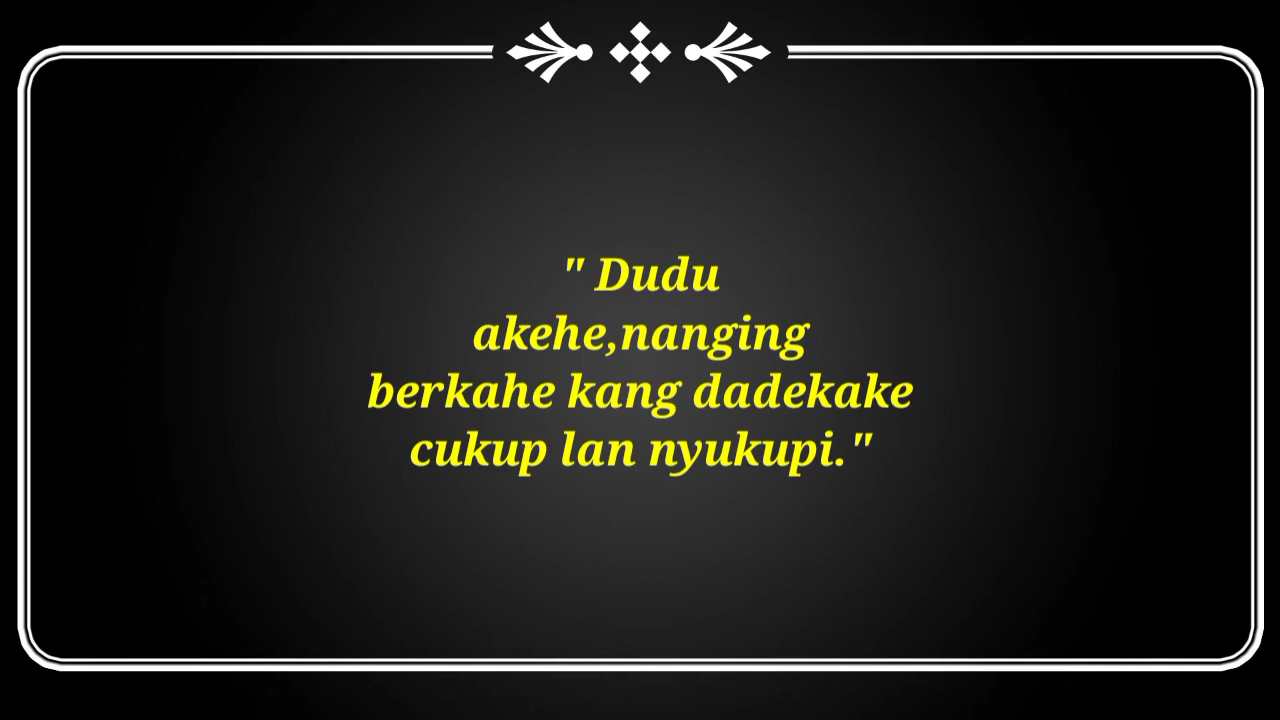 " Dudu
akehe,nanging
berkahe kang dadekake
cukup lan nyukupi."